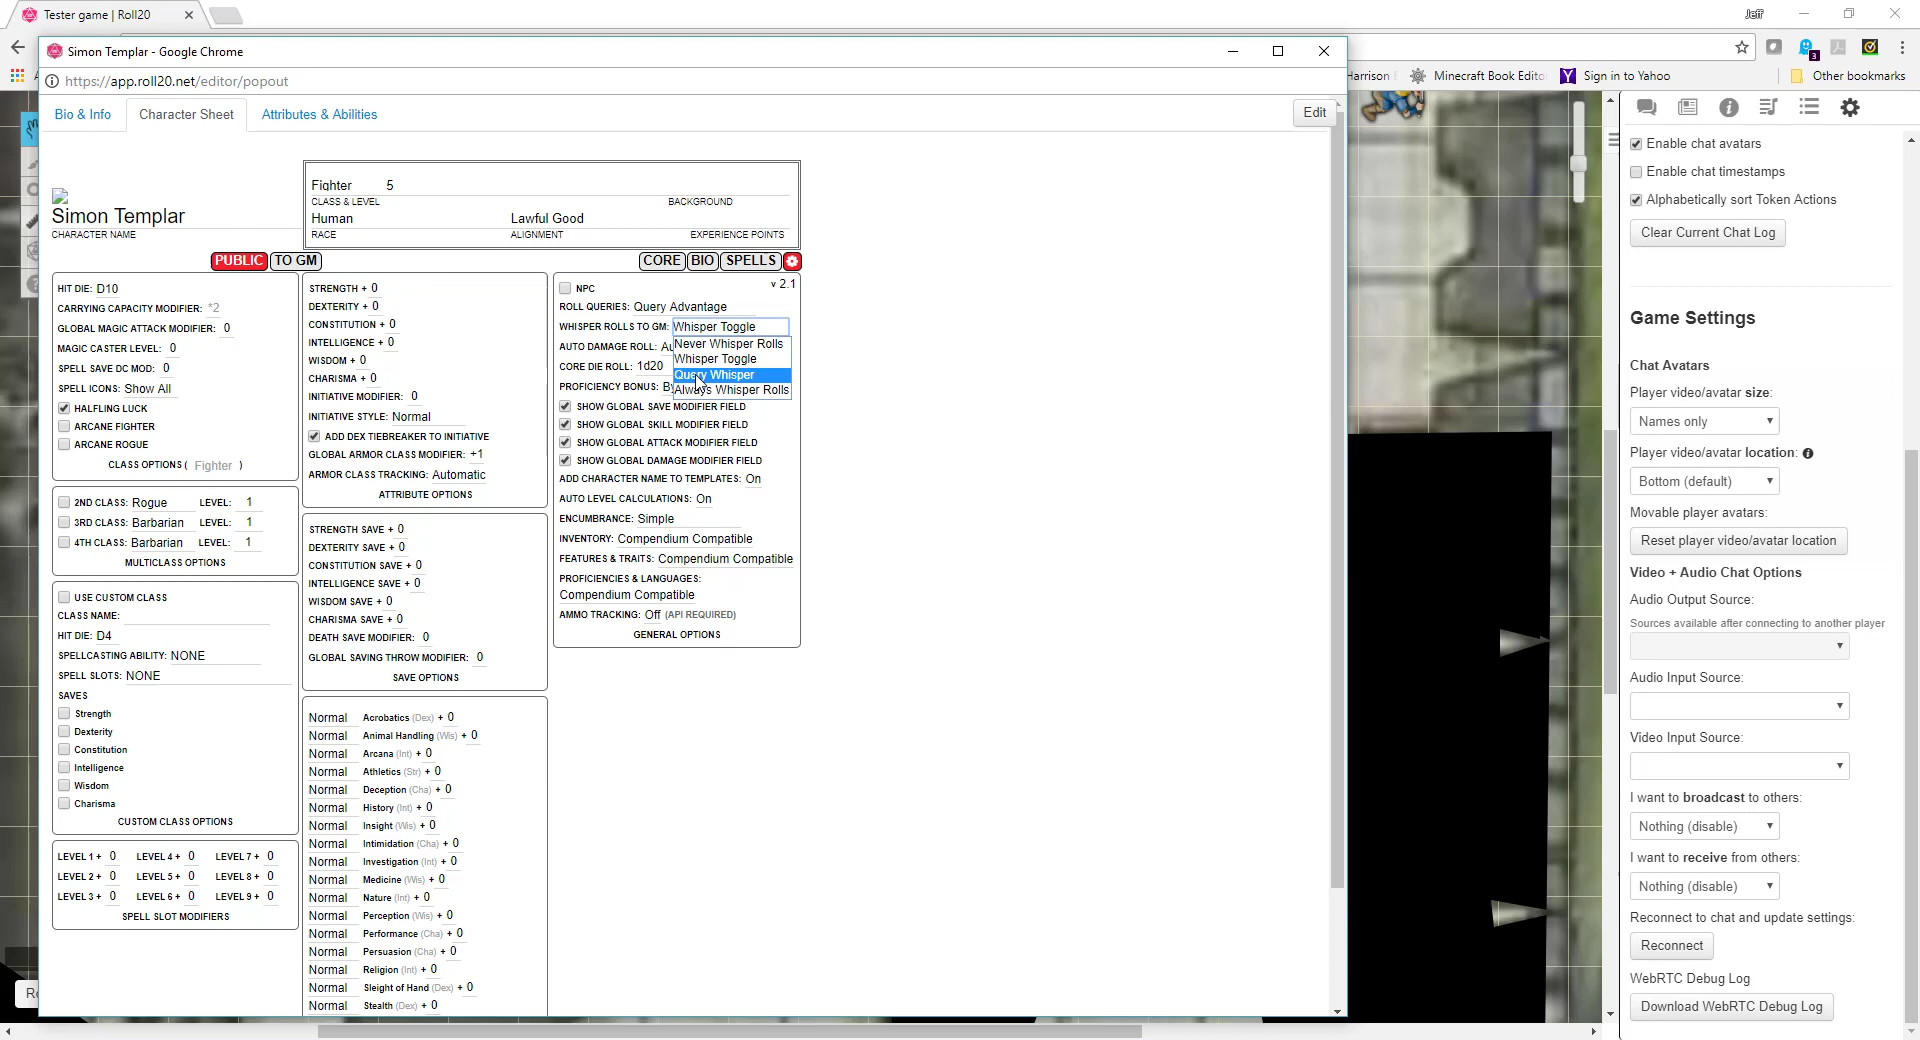 Tester game | Roll20
Jeff
Simon Templar - Google Chrome
https://app.roll20.net/editor/popout
3
Harrison
Minecraft Book Edito
Sign in to Yahoo
Other bookmarks
Bio & Info
Character Sheet
Attributes & Abilities
Edit
Fighter 5
CLASS & LEVEL BACKGROUND
Human Lawful Good
RACE ALIGNMENT EXPERIENCE POINTS
Simon Templar
CHARACTER NAME
PUBLIC TO GM
CORE BIO SPELLS
HIT DIE: D10
CARRYING CAPACITY MODIFIER: *2
GLOBAL MAGIC ATTACK MODIFIER: 0
MAGIC CASTER LEVEL: 0
SPELL SAVE DC MOD: 0
SPELL ICONS: Show All
HALFLING LUCK
ARCANE FIGHTER
ARCANE ROGUE
CLASS OPTIONS ( Fighter )
2ND CLASS: Rogue LEVEL: 1
3RD CLASS: Barbarian LEVEL: 1
4TH CLASS: Barbarian LEVEL: 1
MULTICLASS OPTIONS
USE CUSTOM CLASS
CLASS NAME:
HIT DIE: D4
SPELLCASTING ABILITY: NONE
SPELL SLOTS: NONE
SAVES
Strength
Dexterity
Constitution
Intelligence
Wisdom
Charisma
CUSTOM CLASS OPTIONS
LEVEL 1 + 0 LEVEL 4 + 0 LEVEL 7 + 0
LEVEL 2 + 0 LEVEL 5 + 0 LEVEL 8 + 0
LEVEL 3 + 0 LEVEL 6 + 0 LEVEL 9 + 0
SPELL SLOT MODIFIERS
STRENGTH + 0
DEXTERITY + 0
CONSTITUTION + 0
INTELLIGENCE + 0
WISDOM + 0
CHARISMA + 0
INITIATIVE MODIFIER: 0
INITIATIVE STYLE: Normal
ADD DEX TIEBREAKER TO INITIATIVE
GLOBAL ARMOR CLASS MODIFIER: +1
ARMOR CLASS TRACKING: Automatic
ATTRIBUTE OPTIONS
STRENGTH SAVE + 0
DEXTERITY SAVE + 0
CONSTITUTION SAVE + 0
INTELLIGENCE SAVE + 0
WISDOM SAVE + 0
CHARISMA SAVE + 0
DEATH SAVE MODIFIER: 0
GLOBAL SAVING THROW MODIFIER: 0
SAVE OPTIONS
Normal Acrobatics (Dex) + 0
Normal Animal Handling (Wis) + 0
Normal Arcana (Int) + 0
Normal Athletics (Str) + 0
Normal Deception (Cha) + 0
Normal History (Int) + 0
Normal Insight (Wis) + 0
Normal Intimidation (Cha) + 0
Normal Investigation (Int) + 0
Normal Medicine (Wis) + 0
Normal Nature (Int) + 0
Normal Perception (Wis) + 0
Normal Performance (Cha) + 0
Normal Persuasion (Cha) + 0
Normal Religion (Int) + 0
Normal Sleight of Hand (Dex) + 0
Normal Stealth (Dex) + 0
NPC v 2.1
ROLL QUERIES: Query Advantage
WHISPER ROLLS TO GM: Whisper Toggle
Never Whisper Rolls
Whisper Toggle
Query Whisper
Always Whisper Rolls
AUTO DAMAGE ROLL:
CORE DIE ROLL: 1d20
PROFICIENCY BONUS:
SHOW GLOBAL SAVE MODIFIER FIELD
SHOW GLOBAL SKILL MODIFIER FIELD
SHOW GLOBAL ATTACK MODIFIER FIELD
SHOW GLOBAL DAMAGE MODIFIER FIELD
ADD CHARACTER NAME TO TEMPLATES: On
AUTO LEVEL CALCULATIONS: On
ENCUMBRANCE: Simple
INVENTORY: Compendium Compatible
FEATURES & TRAITS: Compendium Compatible
PROFICIENCIES & LANGUAGES:
Compendium Compatible
AMMO TRACKING: Off (API REQUIRED)
GENERAL OPTIONS
Enable chat avatars
Enable chat timestamps
Alphabetically sort Token Actions
Clear Current Chat Log
Game Settings
Chat Avatars
Player video/avatar size:
Names only
Player video/avatar location:
Bottom (default)
Movable player avatars:
Reset player video/avatar location
Video + Audio Chat Options
Audio Output Source:
Sources available after connecting to another player
Audio Input Source:
Video Input Source:
I want to broadcast to others:
Nothing (disable)
I want to receive from others:
Nothing (disable)
Reconnect to chat and update settings:
Reconnect
WebRTC Debug Log
Download WebRTC Debug Log